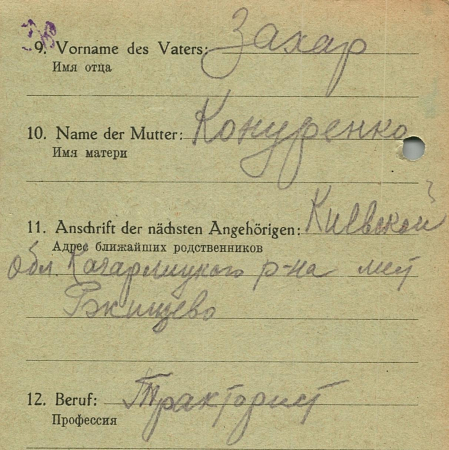 9. Vorname des Vaters: Захар
Имя отца
10. Name der Mutter: Конуренко
Имя матери
11. Anschrift der nächsten Angehörigen: Киевской
Адрес ближайших родственников
обл. Кагарлицкого р-на мет
Ржищево
12. Beruf: Тракторист
Профессия